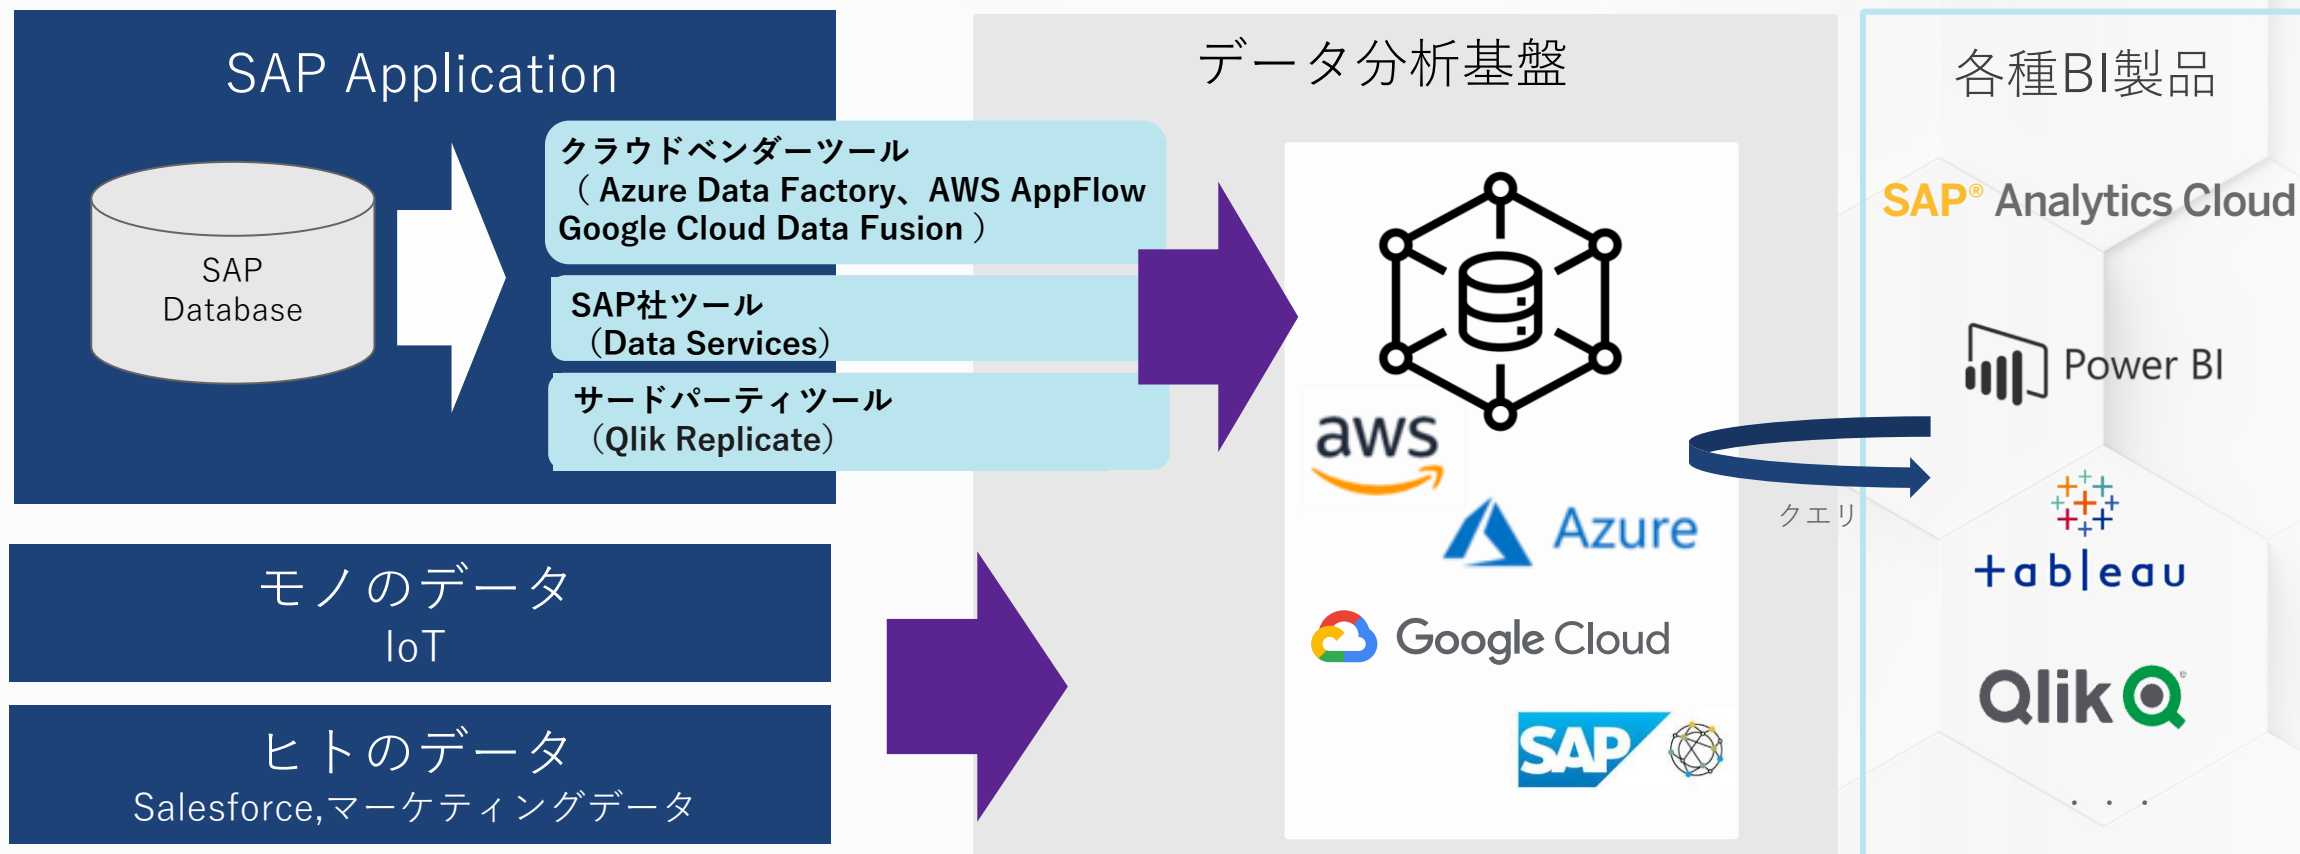 SAP Application
SAP
Database
クラウドベンダーツール
（ Azure Data Factory、AWS AppFlow
Google Cloud Data Fusion ）
SAP社ツール
（Data Services）
サードパーティツール
（Qlik Replicate）
モノのデータ
IoT
ヒトのデータ
Salesforce,マーケティングデータ
データ分析基盤
aws
Azure
Google Cloud
SAP
クエリ
各種BI製品
SAP® Analytics Cloud
Power BI
+ableau
Qlik
・・・